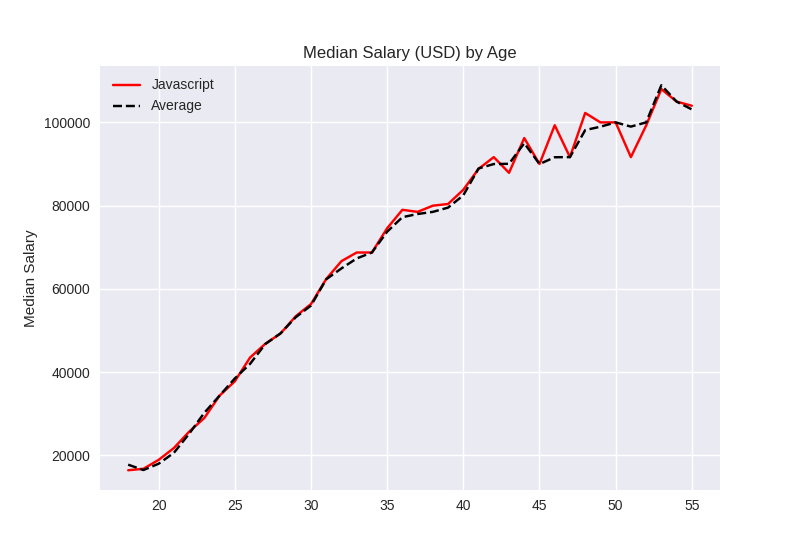 Median Salary (USD) by Age
Javascript
Average
100000
80000
60000
40000
20000
Median Salary
20 25 30 35 40 45 50 55